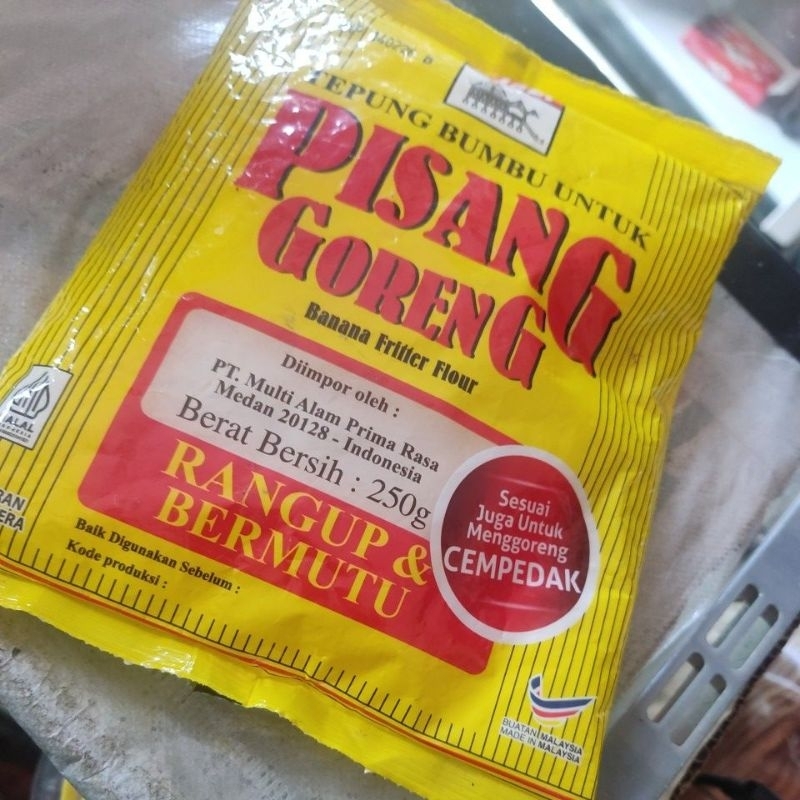 TEPUNG BUMBU UNTUK
PISANG
GORENG
Banana Fritter Flour
Diimpor oleh :
PT. Multi Alam Prima Rasa
Medan 20128 - Indonesia
Berat Bersih : 250g
RANGUP &
BERMUTU
Sesuai
Juga Untuk
Menggoreng
CEMPEDAK
Baik Digunakan Sebelum :
Kode produksi :
BUATAN MALAYSIA
MADE IN MALAYSIA